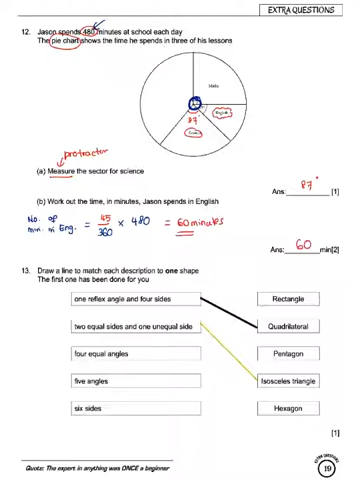 EXTRA QUESTIONS
12. Jason spends 480 minutes at school each day
The pie chart shows the time he spends in three of his lessons
Maths
English
87°
Science
protractor
(a) Measure the sector for science
87°
Ans: [1]
(b) Work out the time, in minutes, Jason spends in English
No. of min. in Eng. = 45/360 × 480 = 60 minutes
Ans: 60 min[2]
13. Draw a line to match each description to one shape
The first one has been done for you
one reflex angle and four sides Rectangle
two equal sides and one unequal side Quadrilateral
four equal angles Pentagon
five angles Isosceles triangle
six sides Hexagon
[1]
EXTRA QUESTIONS
19
Quote: The expert in anything was ONCE a beginner